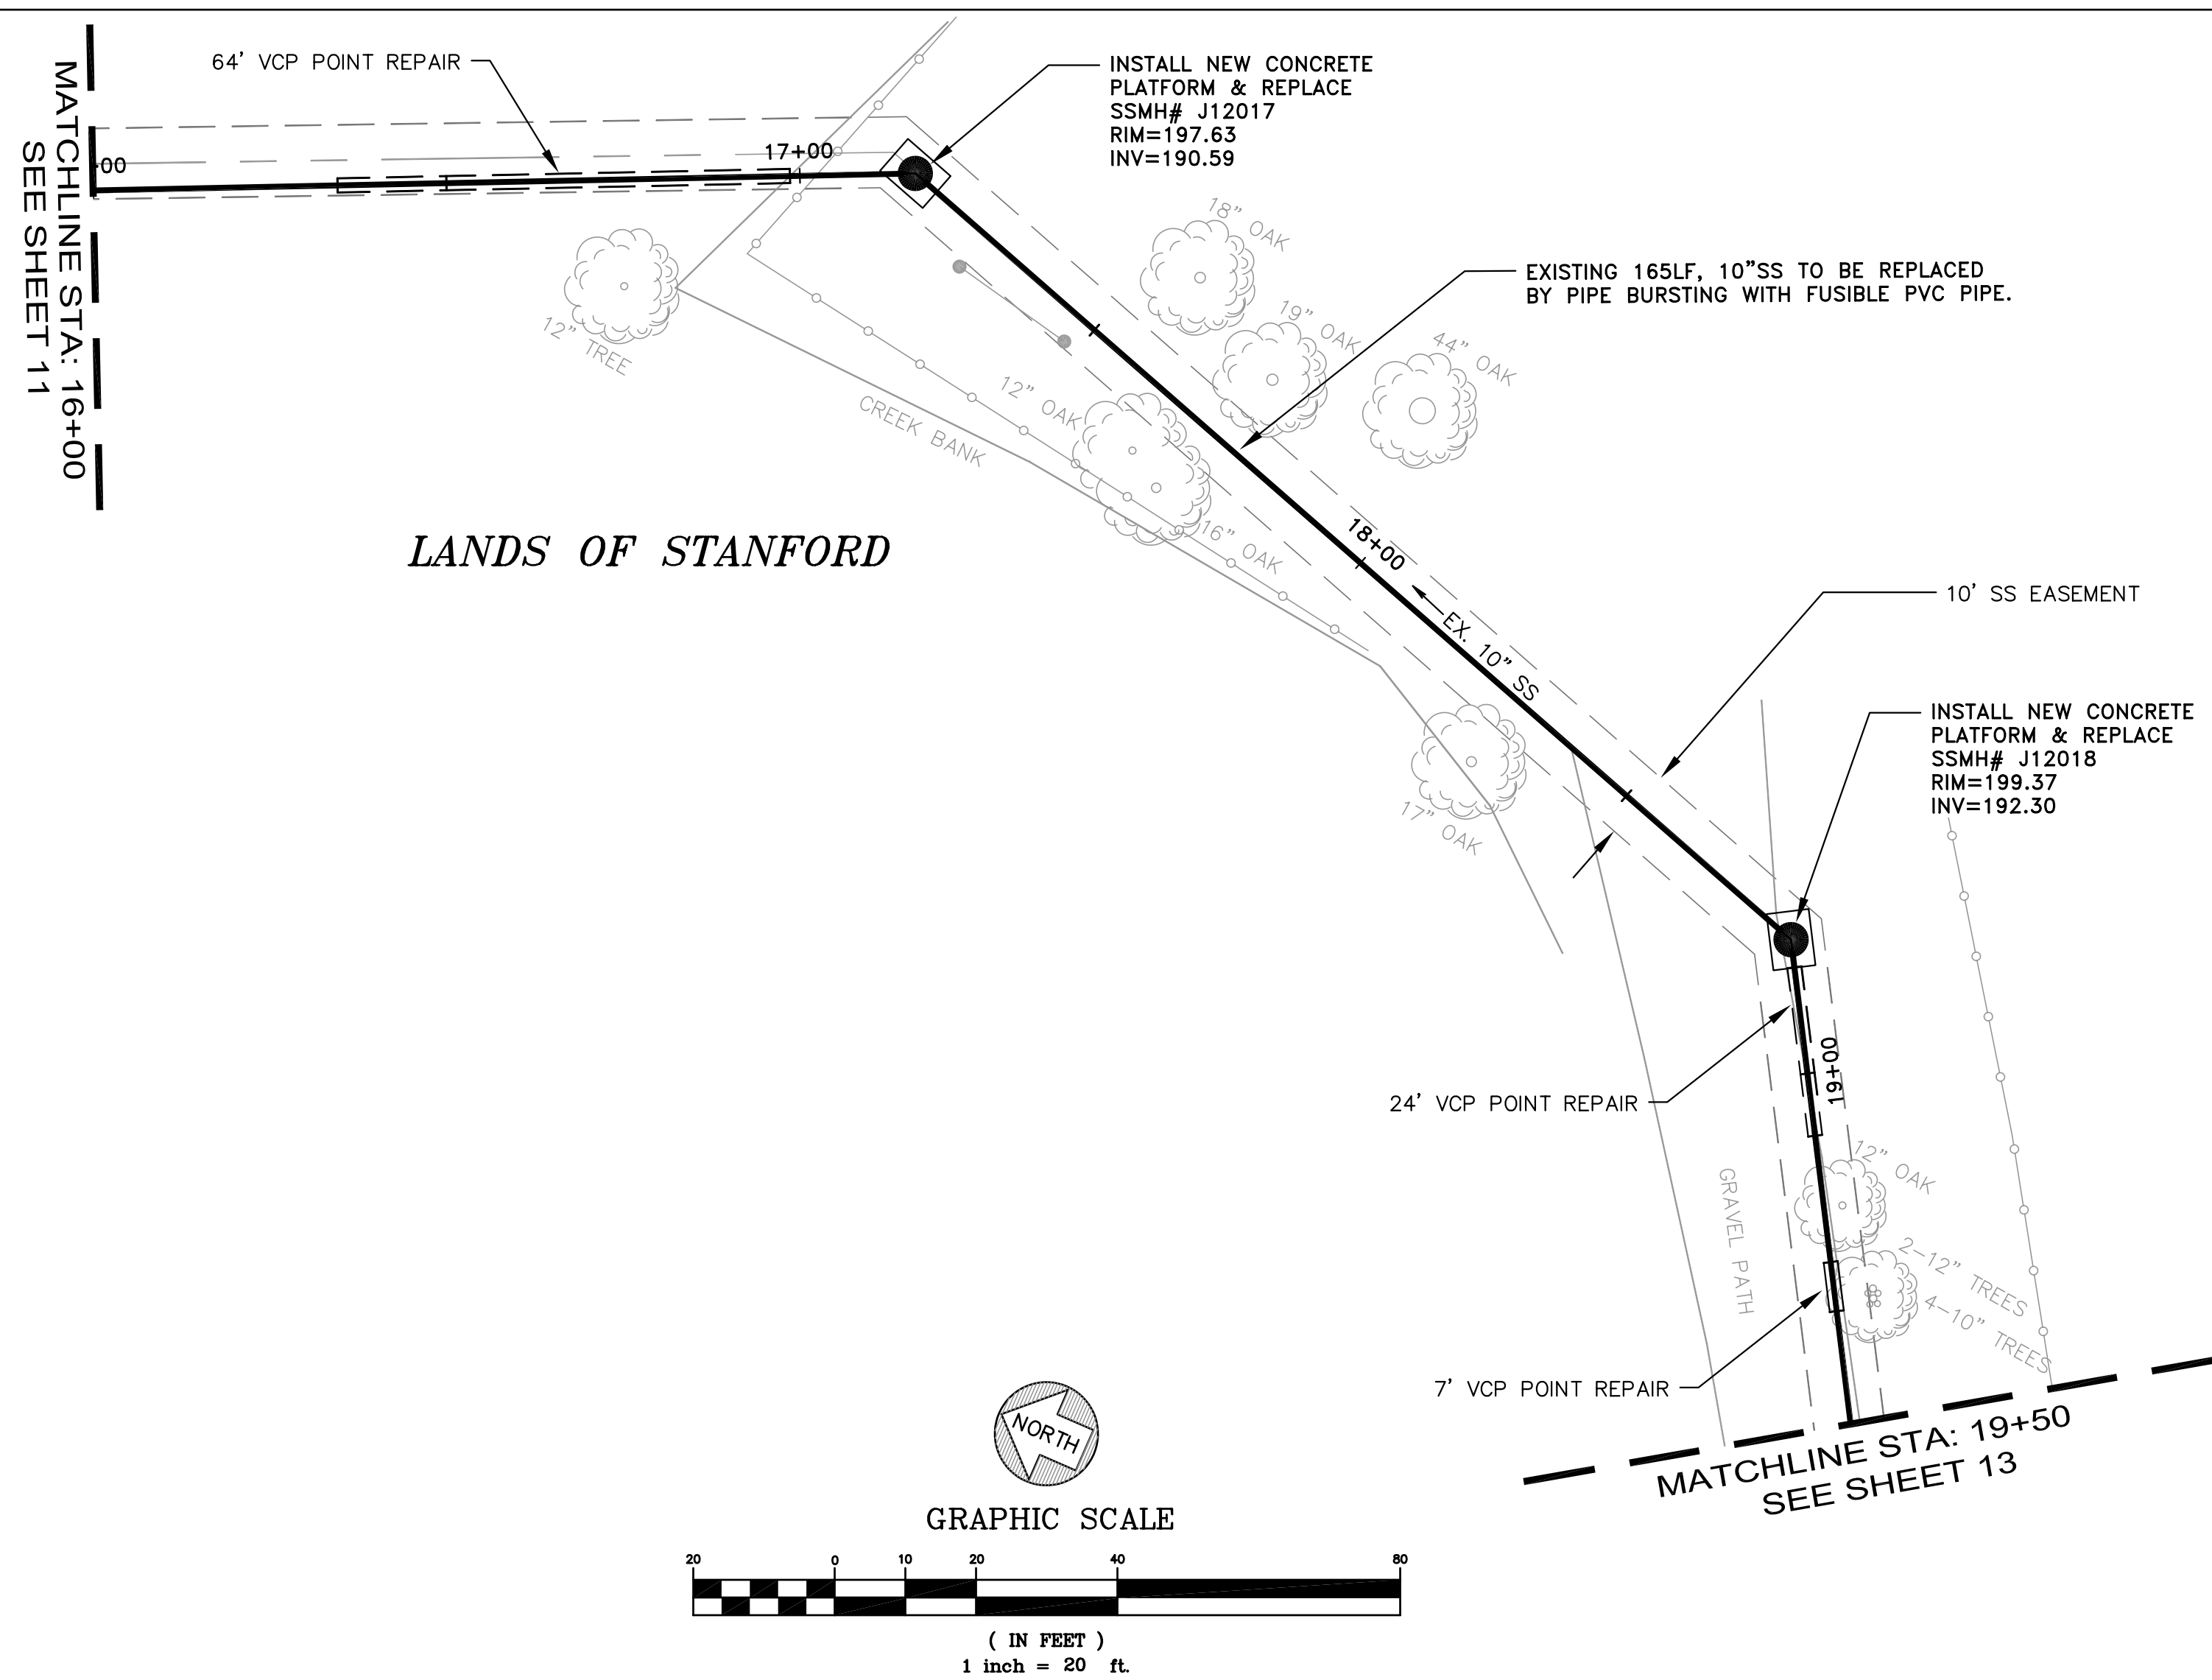 64' VCP POINT REPAIR
INSTALL NEW CONCRETE
PLATFORM & REPLACE
SSMH# J12017
RIM=197.63
INV=190.59
MATCHLINE STA: 16+00
SEE SHEET 11
00
17+00
18" OAK
EXISTING 165LF, 10"SS TO BE REPLACED
BY PIPE BURSTING WITH FUSIBLE PVC PIPE.
19" OAK
44" OAK
12" TREE
12" OAK
CREEK BANK
16" OAK
18+00
LANDS OF STANFORD
EX. 10" SS
10' SS EASEMENT
INSTALL NEW CONCRETE
PLATFORM & REPLACE
SSMH# J12018
RIM=199.37
INV=192.30
17" OAK
19+00
24' VCP POINT REPAIR
12" OAK
GRAVEL PATH
2-12" TREES
4-10" TREES
7' VCP POINT REPAIR
MATCHLINE STA: 19+50
SEE SHEET 13
NORTH
GRAPHIC SCALE
20 0 10 20 40 80
( IN FEET )
1 inch = 20 ft.